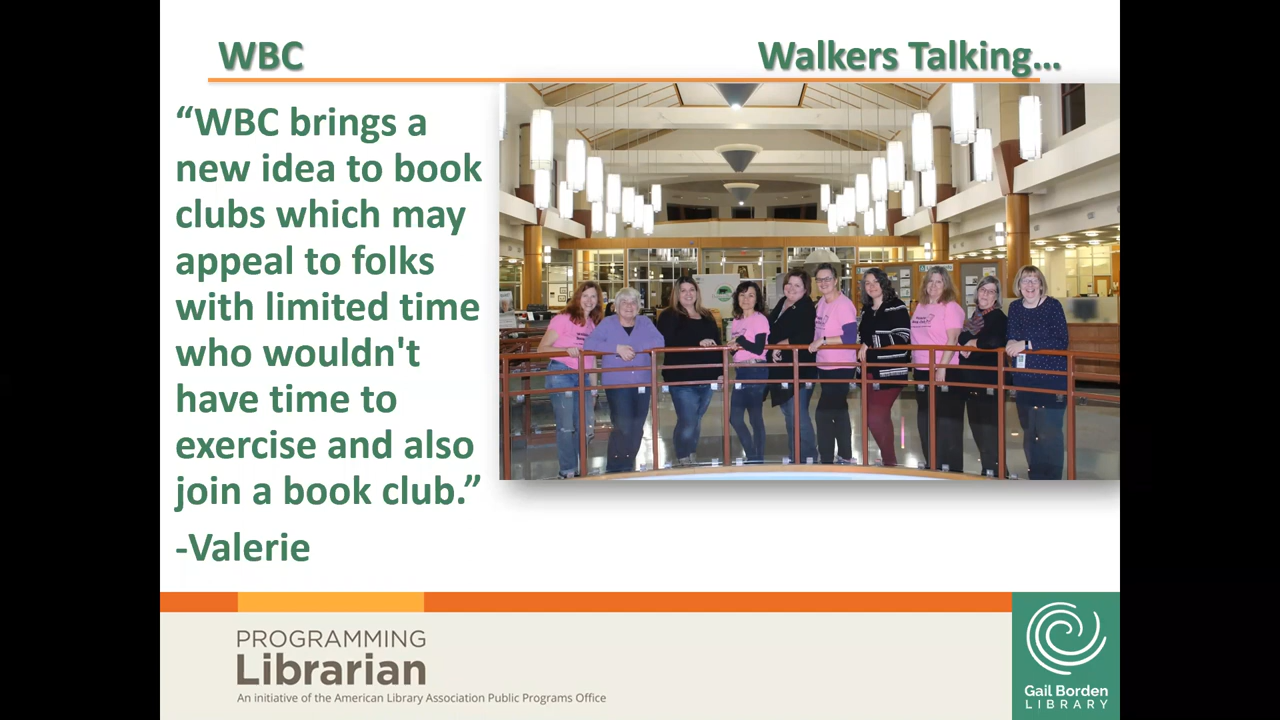 WBC
Walkers Talking...
“WBC brings a
new idea to book
clubs which may
appeal to folks
with limited time
who wouldn't
have time to
exercise and also
join a book club.”
-Valerie
PROGRAMMING
Librarian
An initiative of the American Library Association Public Programs Office
Gail Borden
LIBRARY